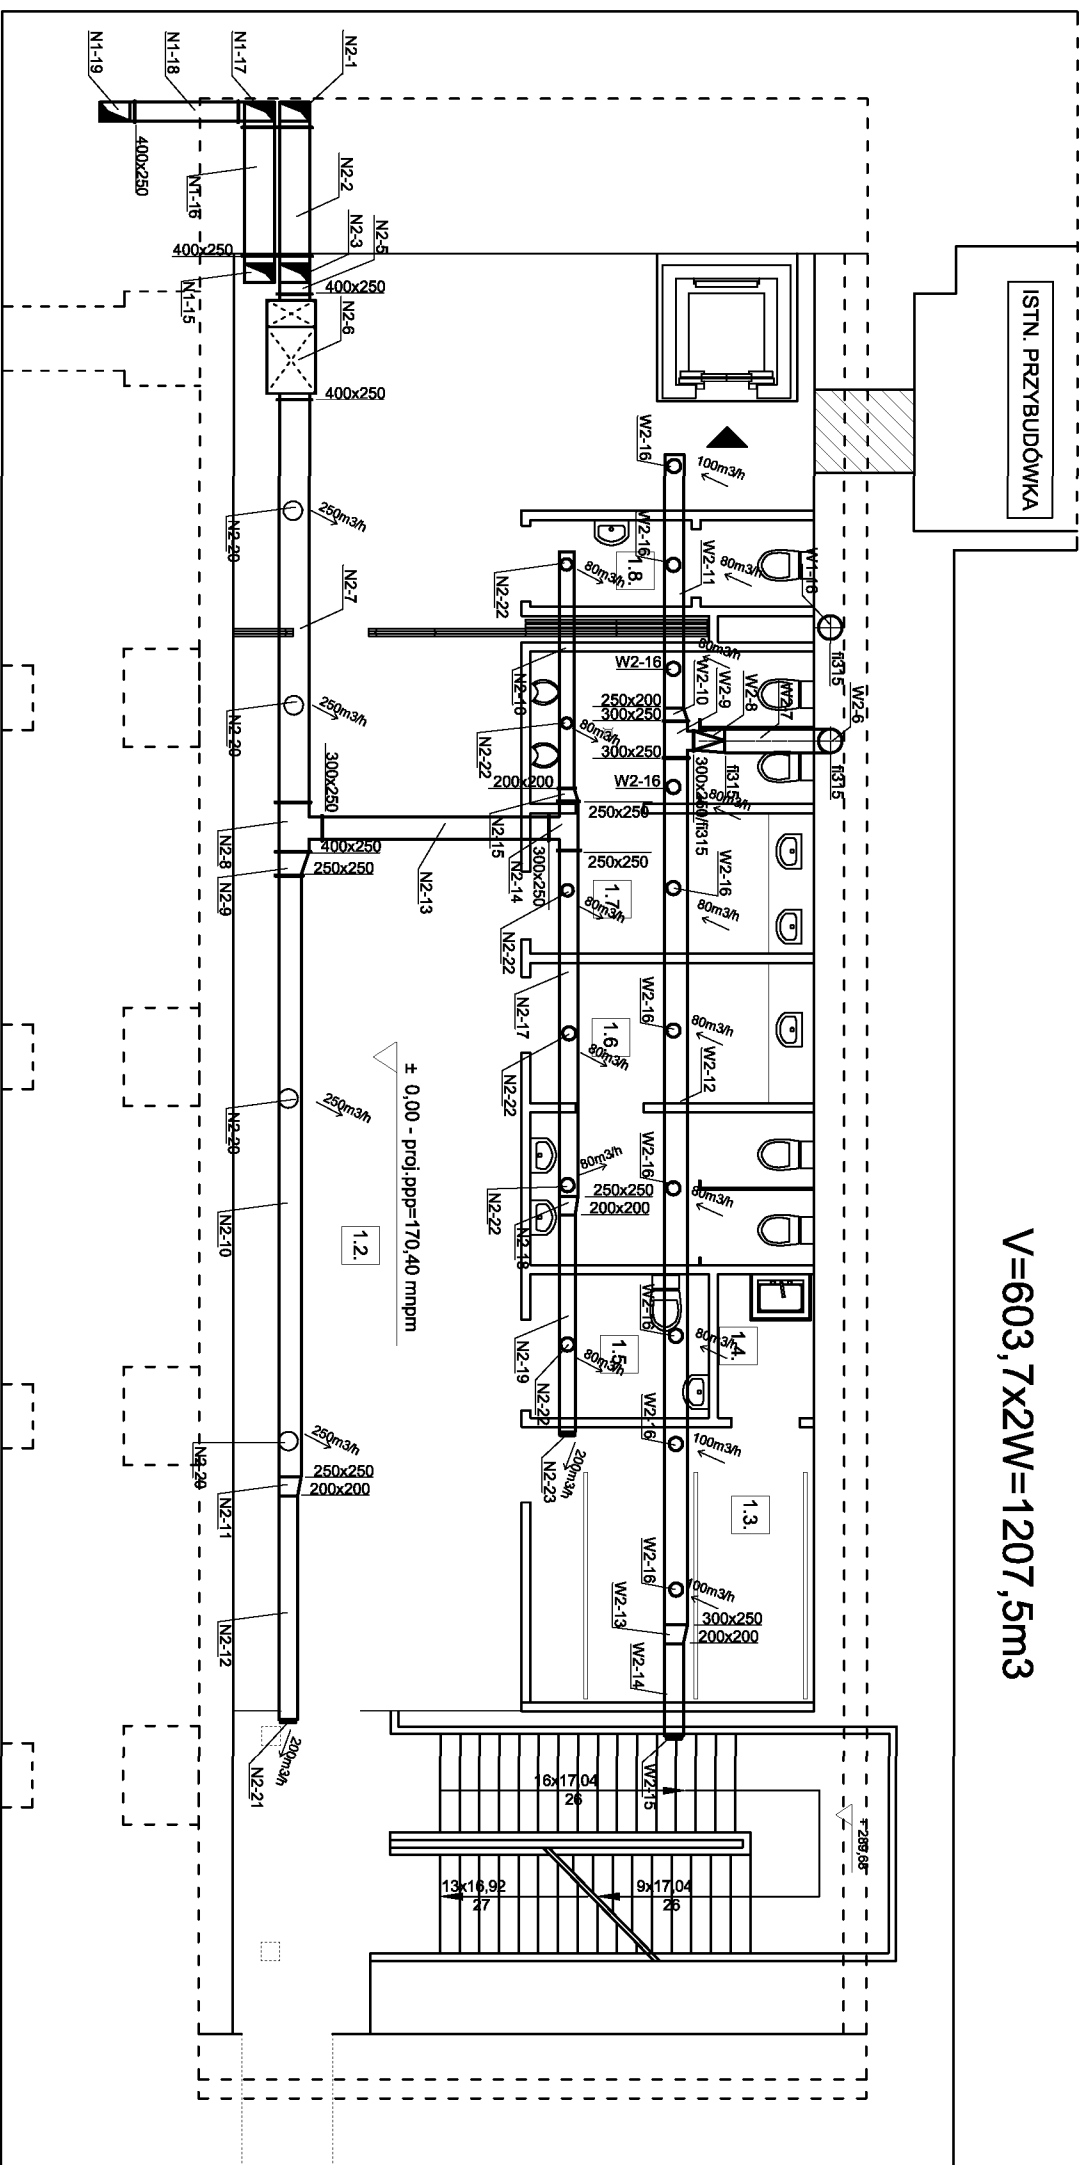 ISTN. PRZYBUDÓWKA
V=603,7x2W=1207,5m3
N1-19
N1-18
N1-17
N2-1
400x250
N1-16
N2-2
N2-3
N2-5
400x250
N1-15
400x250
N2-6
400x250
W2-16
100m3/h
250m3/h
N2-20
W2-16
80m3/h
W2-11
W1-16
fi315
1.8.
80m3/h
N2-22
N2-7
N2-16
W2-16
80m3/h
W2-10
W2-9
W2-8
W2-7
W2-6
fi315
fi315
250x200
300x250
300x250
300x250/fi315
250m3/h
N2-20
N2-22
80m3/h
W2-16
80m3/h
300x250
200x200
N2-15
250x250
N2-8
400x250
N2-9
250x250
N2-13
N2-14
300x250
250x250
1.7.
80m3/h
N2-22
W2-16
80m3/h
N2-17
1.6
80m3/h
N2-22
W2-16
80m3/h
W2-12
± 0,00 - proj.ppp=170,40 mnpm
250m3/h
N2-20
N2-10
1.2.
80m3/h
N2-22
250x250
200x200
N2-18
W2-16
80m3/h
N2-19
1.5.
80m3/h
N2-22
W2-16
80m3/h
1.4.
250m3/h
N2-20
250x250
200x200
N2-11
N2-23
200m3/h
W2-16
100m3/h
1.3.
W2-16
100m3/h
W2-13
300x250
200x200
N2-12
W2-14
200m3/h
N2-21
W2-15
16x17,04
26
+ 289,68
13x16,92
27
9x17,04
26